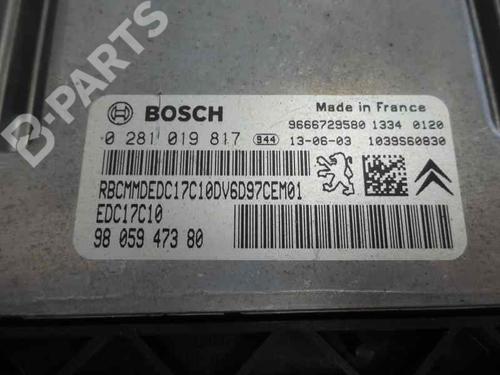 B-PARTS
BOSCH
Made in France
9666729580 1334 0120
0 281 019 817 944 13-06-03 1039S60830
RBCMMDEDC17C10DV6D97CEM01
EDC17C10
98 059 473 80